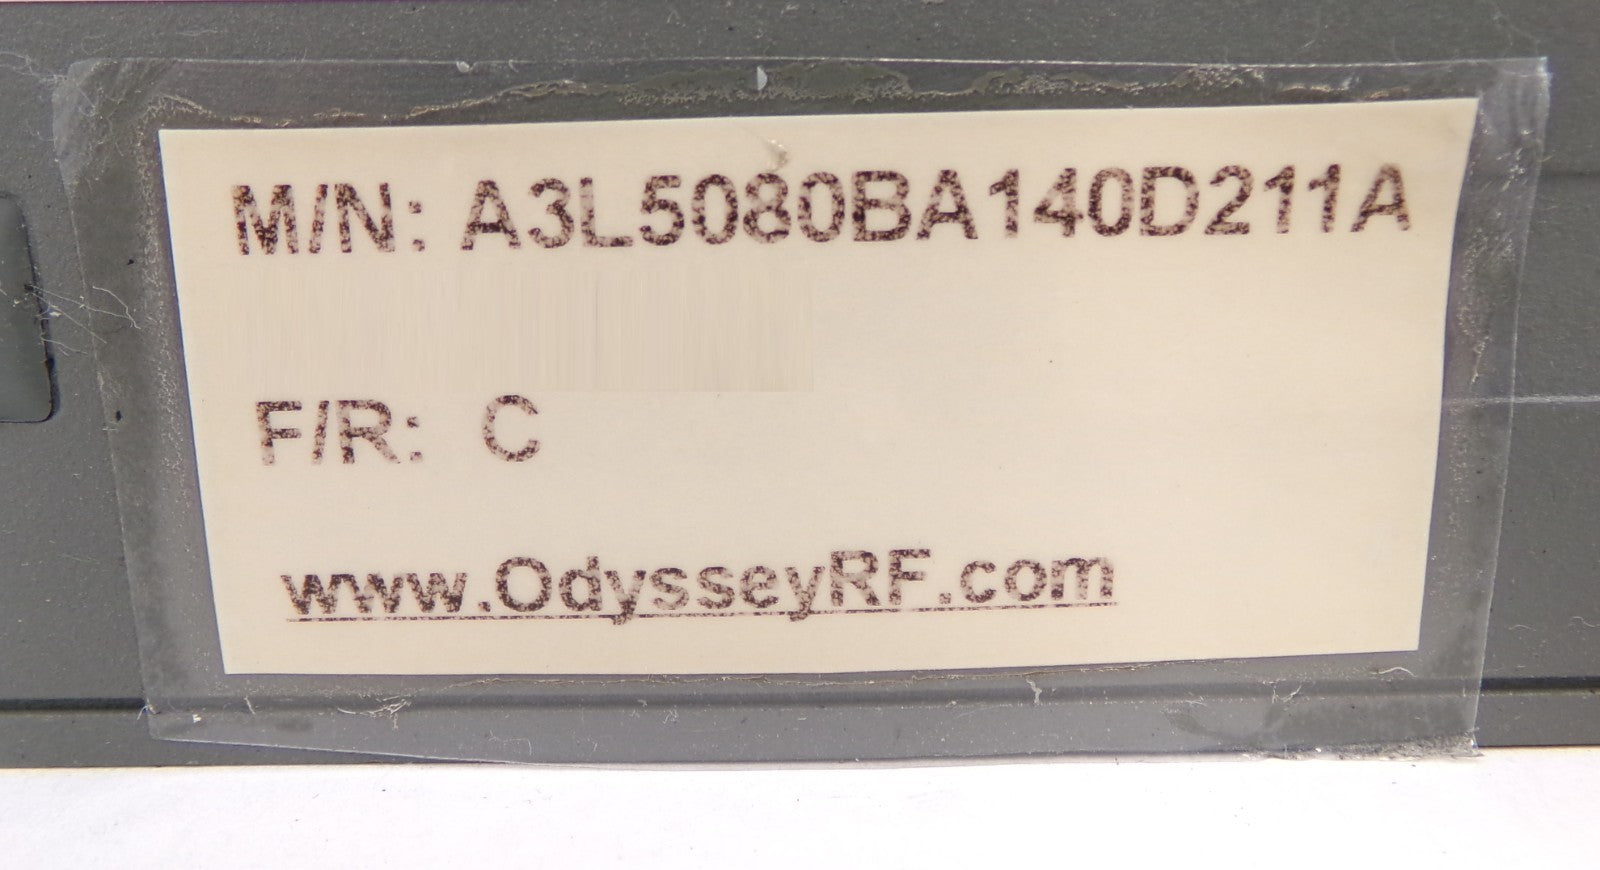 M/N: A3L5080BA140D211A
F/R: C
www.OdysseyRF.com